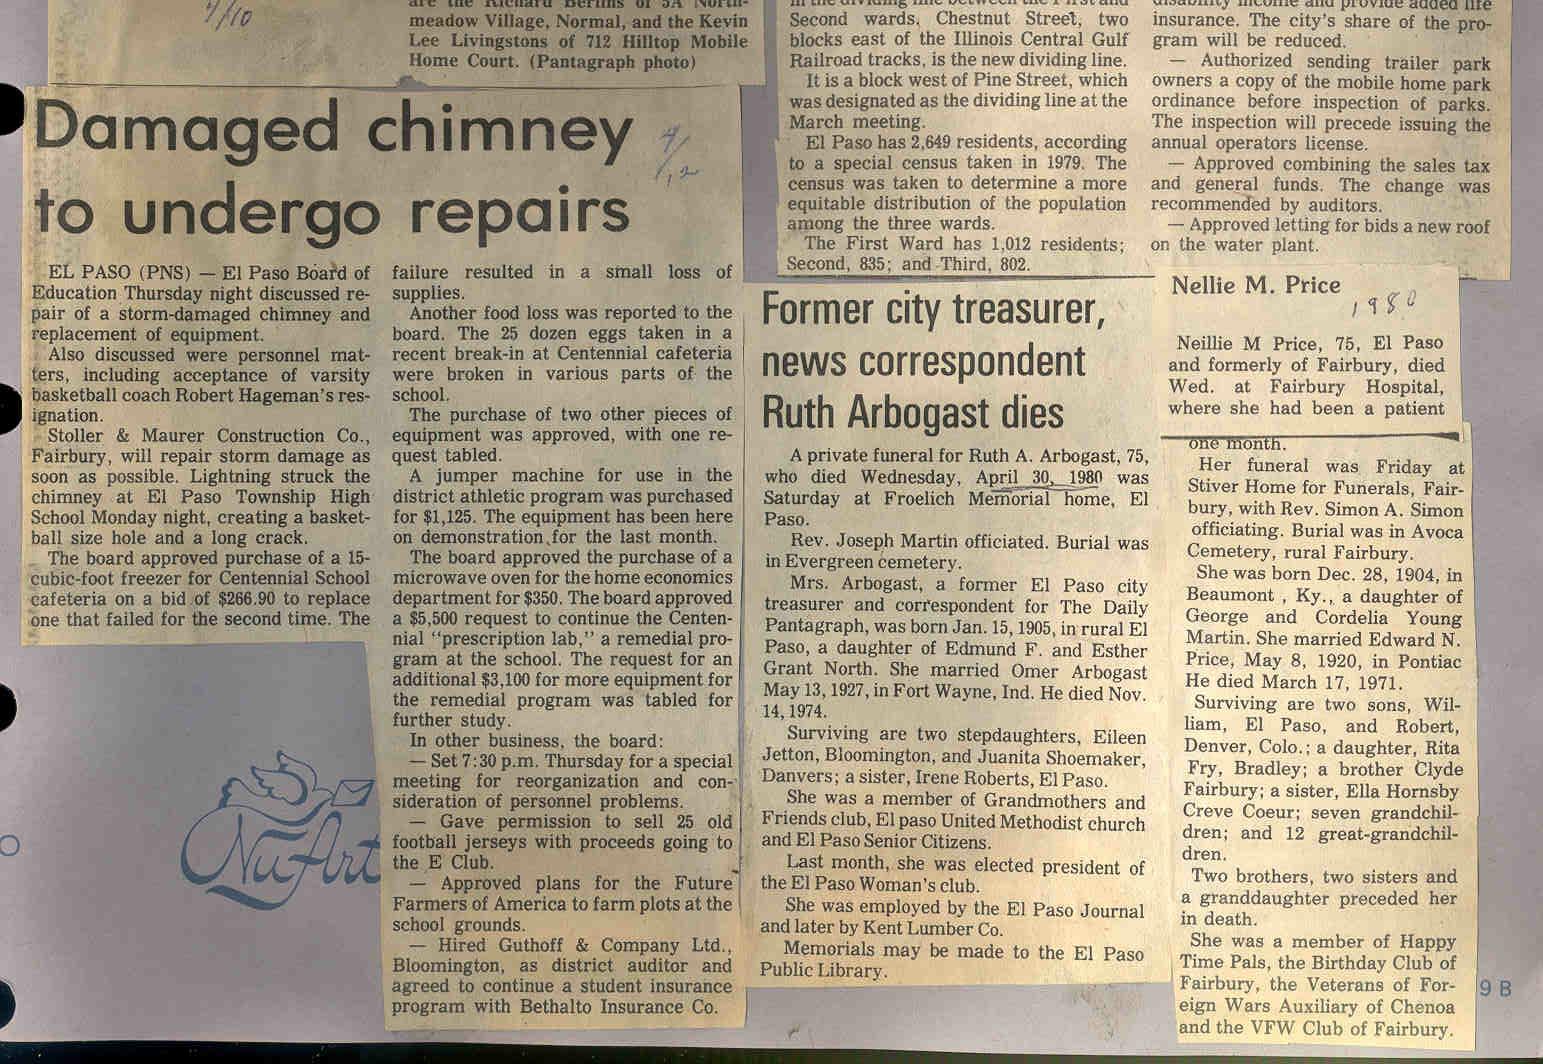 4/10
are the Richard Berlins of 5A North-
meadow Village, Normal, and the Kevin
Lee Livingstons of 712 Hilltop Mobile
Home Court. (Pantagraph photo)
Damaged chimney
to undergo repairs
4/12
EL PASO (PNS) — El Paso Board of
Education Thursday night discussed re-
pair of a storm-damaged chimney and
replacement of equipment.
Also discussed were personnel mat-
ters, including acceptance of varsity
basketball coach Robert Hageman's res-
ignation.
Stoller & Maurer Construction Co.,
Fairbury, will repair storm damage as
soon as possible. Lightning struck the
chimney at El Paso Township High
School Monday night, creating a basket-
ball size hole and a long crack.
The board approved purchase of a 15-
cubic-foot freezer for Centennial School
cafeteria on a bid of $266.90 to replace
one that failed for the second time. The
failure resulted in a small loss of
supplies.
Another food loss was reported to the
board. The 25 dozen eggs taken in a
recent break-in at Centennial cafeteria
were broken in various parts of the
school.
The purchase of two other pieces of
equipment was approved, with one re-
quest tabled.
A jumper machine for use in the
district athletic program was purchased
for $1,125. The equipment has been here
on demonstration for the last month.
The board approved the purchase of a
microwave oven for the home economics
department for $350. The board approved
a $5,500 request to continue the Centen-
nial "prescription lab," a remedial pro-
gram at the school. The request for an
additional $3,100 for more equipment for
the remedial program was tabled for
further study.
In other business, the board:
— Set 7:30 p.m. Thursday for a special
meeting for reorganization and con-
sideration of personnel problems.
— Gave permission to sell 25 old
football jerseys with proceeds going to
the E Club.
— Approved plans for the Future
Farmers of America to farm plots at the
school grounds.
— Hired Guthoff & Company Ltd.,
Bloomington, as district auditor and
agreed to continue a student insurance
program with Bethalto Insurance Co.
in the dividing line between the First and
Second wards. Chestnut Street, two
blocks east of the Illinois Central Gulf
Railroad tracks, is the new dividing line.
It is a block west of Pine Street, which
was designated as the dividing line at the
March meeting.
El Paso has 2,649 residents, according
to a special census taken in 1979. The
census was taken to determine a more
equitable distribution of the population
among the three wards.
The First Ward has 1,012 residents;
Second, 835; and Third, 802.
disability income and provide added life
insurance. The city's share of the pro-
gram will be reduced.
— Authorized sending trailer park
owners a copy of the mobile home park
ordinance before inspection of parks.
The inspection will precede issuing the
annual operators license.
— Approved combining the sales tax
and general funds. The change was
recommended by auditors.
— Approved letting for bids a new roof
on the water plant.
Former city treasurer,
news correspondent
Ruth Arbogast dies
A private funeral for Ruth A. Arbogast, 75,
who died Wednesday, April 30, 1980 was
Saturday at Froelich Memorial home, El
Paso.
Rev. Joseph Martin officiated. Burial was
in Evergreen cemetery.
Mrs. Arbogast, a former El Paso city
treasurer and correspondent for The Daily
Pantagraph, was born Jan. 15, 1905, in rural El
Paso, a daughter of Edmund F. and Esther
Grant North. She married Omer Arbogast
May 13, 1927, in Fort Wayne, Ind. He died Nov.
14, 1974.
Surviving are two stepdaughters, Eileen
Jetton, Bloomington, and Juanita Shoemaker,
Danvers; a sister, Irene Roberts, El Paso.
She was a member of Grandmothers and
Friends club, El paso United Methodist church
and El Paso Senior Citizens.
Last month, she was elected president of
the El Paso Woman's club.
She was employed by the El Paso Journal
and later by Kent Lumber Co.
Memorials may be made to the El Paso
Public Library.
Nellie M. Price
1980
Neillie M Price, 75, El Paso
and formerly of Fairbury, died
Wed. at Fairbury Hospital,
where she had been a patient
one month.
Her funeral was Friday at
Stiver Home for Funerals, Fair-
bury, with Rev. Simon A. Simon
officiating. Burial was in Avoca
Cemetery, rural Fairbury.
She was born Dec. 28, 1904, in
Beaumont , Ky., a daughter of
George and Cordelia Young
Martin. She married Edward N.
Price, May 8, 1920, in Pontiac
He died March 17, 1971.
Surviving are two sons, Wil-
liam, El Paso, and Robert,
Denver, Colo.; a daughter, Rita
Fry, Bradley; a brother Clyde
Fairbury; a sister, Ella Hornsby
Creve Coeur; seven grandchil-
dren; and 12 great-grandchil-
dren.
Two brothers, two sisters and
a granddaughter preceded her
in death.
She was a member of Happy
Time Pals, the Birthday Club of
Fairbury, the Veterans of For-
eign Wars Auxiliary of Chenoa
and the VFW Club of Fairbury.
NuArt
9 B